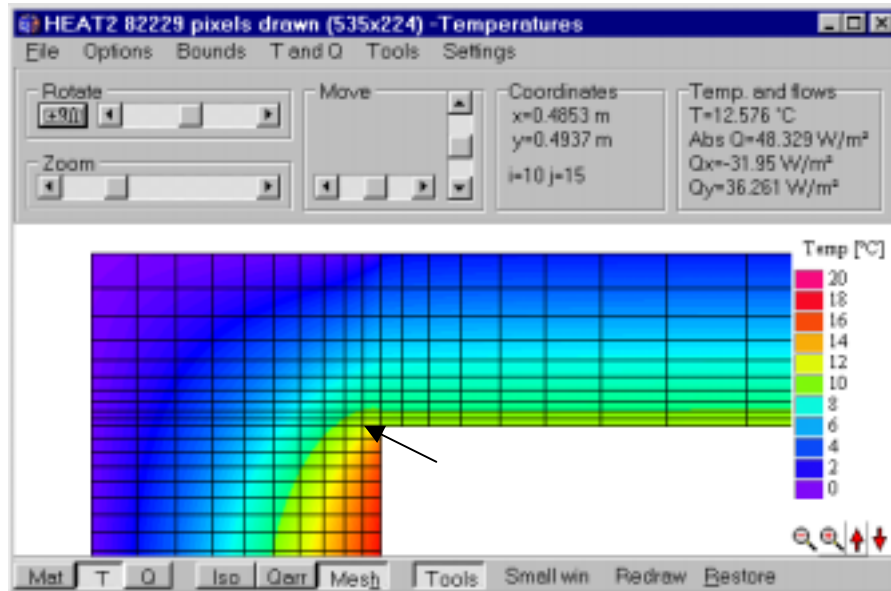 HEAT2 82229 pixels drawn (535x224) -Temperatures
File Options Bounds T and Q Tools Settings
Rotate
+90
Zoom
Move
Coordinates
x=0.4853 m
y=0.4937 m
i=10 j=15
Temp. and flows
T=12.576 °C
Abs Q=48.329 W/m²
Qx=-31.95 W/m²
Qy=36.261 W/m²
Temp [°C]
20
18
16
14
12
10
8
6
4
2
0
Mat T Q Iso Qarr Mesh Tools Small win Redraw Restore